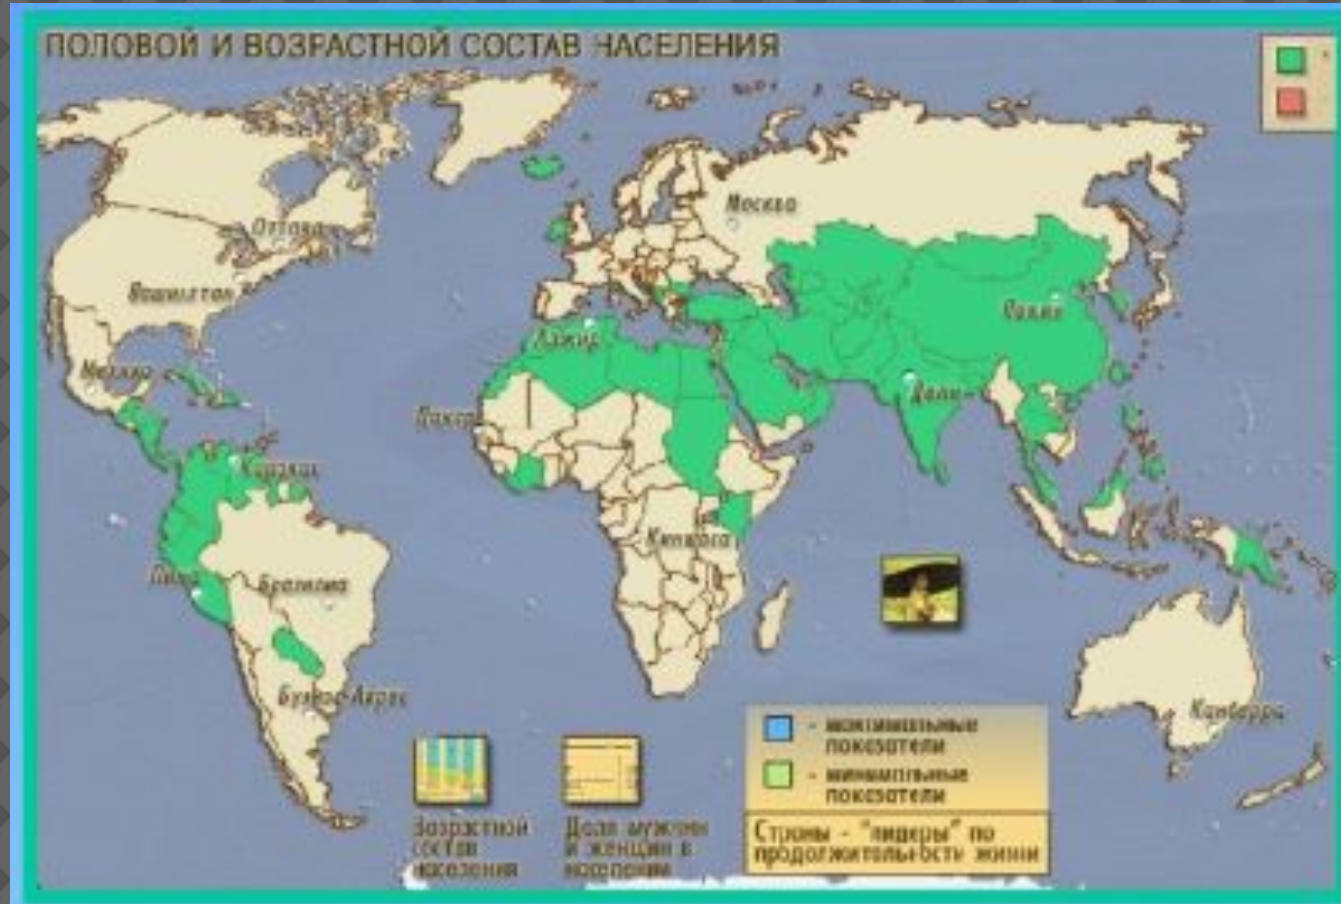 ПОЛОВОЙ И ВОЗРАСТНОЙ СОСТАВ НАСЕЛЕНИЯ
Москва
Оттава
Вашингтон
Пекин
Алжир
Мехико
Дели
Дакар
Каракас
Киншаса
Лима
Бразилиа
Буэнос-Айрес
Канберра
- максимальные
показатели
- минимальные
показатели
Возрастной
состав
населения
Доля мужчин
и женщин в
населении
Страны - "лидеры" по
продолжительности жизни